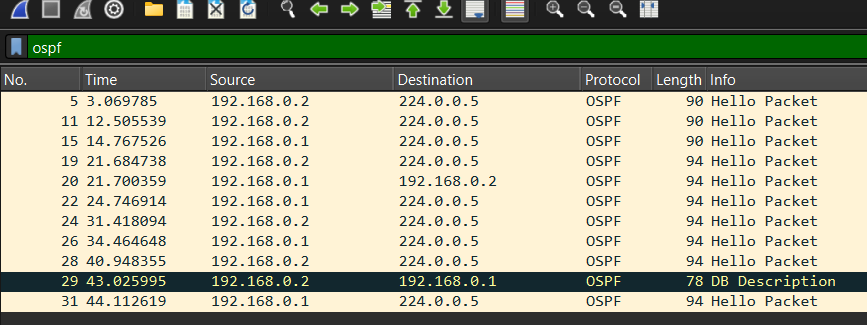 ospf
No. Time Source Destination Protocol Length Info
5 3.069785 192.168.0.2 224.0.0.5 OSPF 90 Hello Packet
11 12.505539 192.168.0.2 224.0.0.5 OSPF 90 Hello Packet
15 14.767526 192.168.0.1 224.0.0.5 OSPF 90 Hello Packet
19 21.684738 192.168.0.2 224.0.0.5 OSPF 94 Hello Packet
20 21.700359 192.168.0.1 192.168.0.2 OSPF 94 Hello Packet
22 24.746914 192.168.0.1 224.0.0.5 OSPF 94 Hello Packet
24 31.418094 192.168.0.2 224.0.0.5 OSPF 94 Hello Packet
26 34.464648 192.168.0.1 224.0.0.5 OSPF 94 Hello Packet
28 40.948355 192.168.0.2 224.0.0.5 OSPF 94 Hello Packet
29 43.025995 192.168.0.2 192.168.0.1 OSPF 78 DB Description
31 44.112619 192.168.0.1 224.0.0.5 OSPF 94 Hello Packet